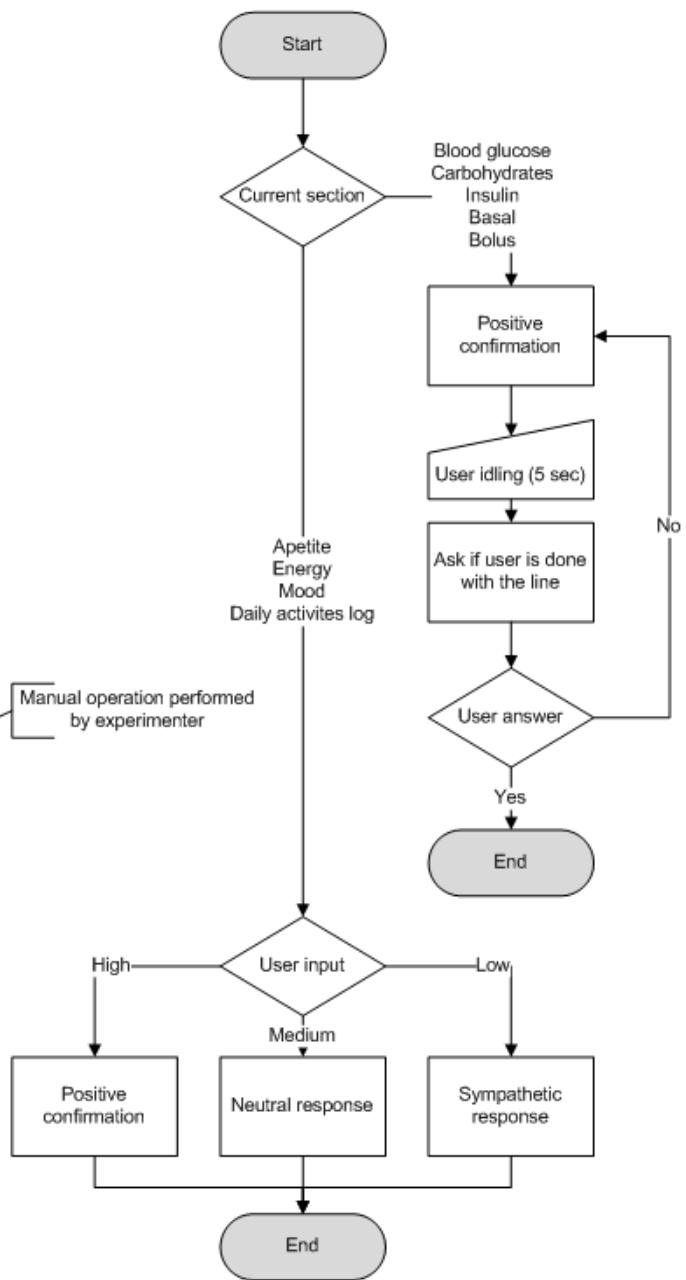 Start
Current section
Blood glucose
Carbohydrates
Insulin
Basal
Bolus
Positive
confirmation
User idling (5 sec)
Ask if user is done
with the line
No
User answer
Yes
End
Apetite
Energy
Mood
Daily activites log
Manual operation performed
by experimenter
User input
High
Medium
Low
Positive
confirmation
Neutral response
Sympathetic
response
End